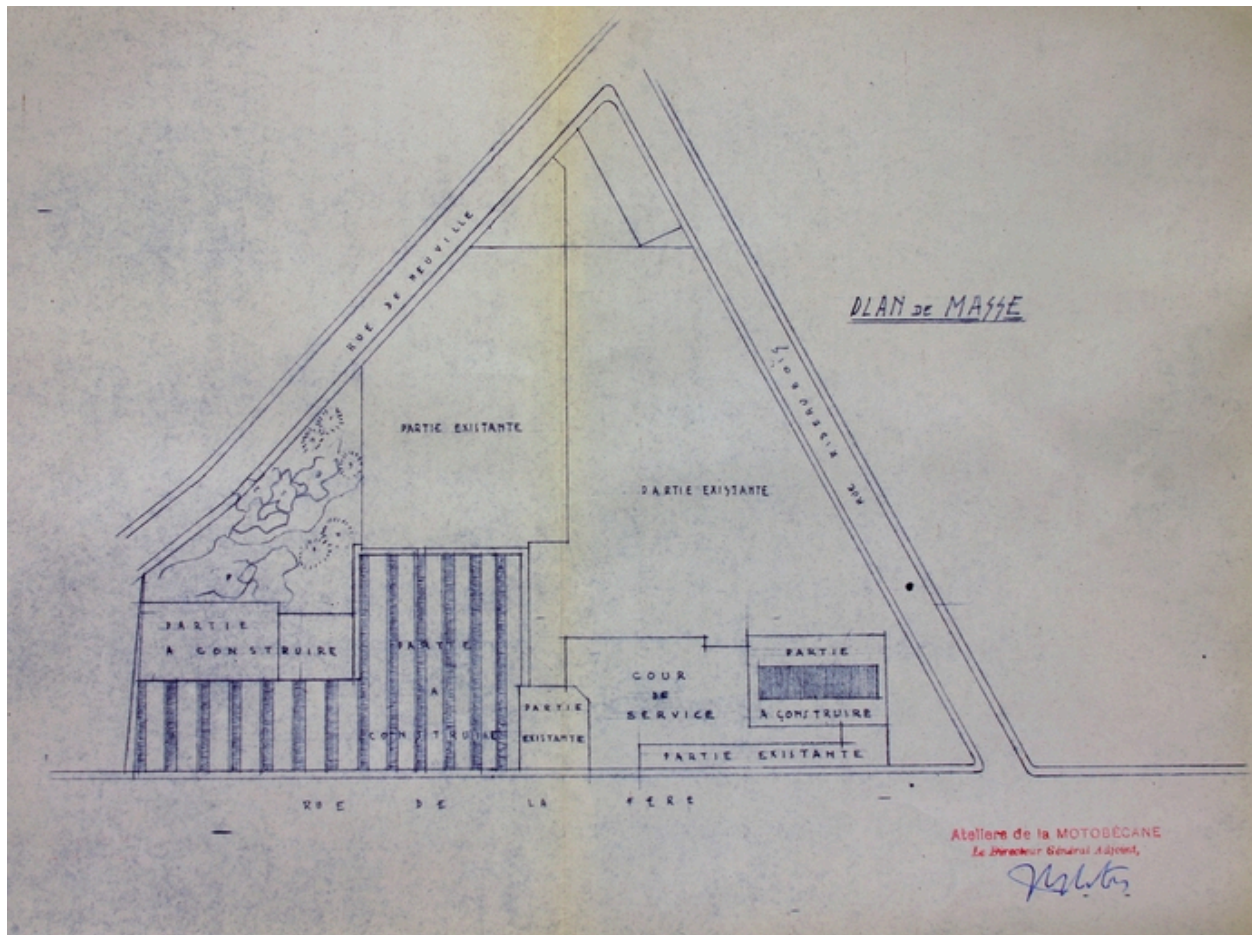 RUE DE NEUVILLE
PLAN DE MASSE
RUE
PARTIE EXISTANTE
PARTIE EXISTANTE
PARTIE
A CONSTRUIRE
PARTIE
A
CONSTRUIRE
PARTIE
EXISTANTE
COUR
DE
SERVICE
PARTIE
A CONSTRUIRE
PARTIE EXISTANTE
RUE DE LA FERE
Ateliers de la MOTOBÉCANE
Le Directeur Général Adjoint,